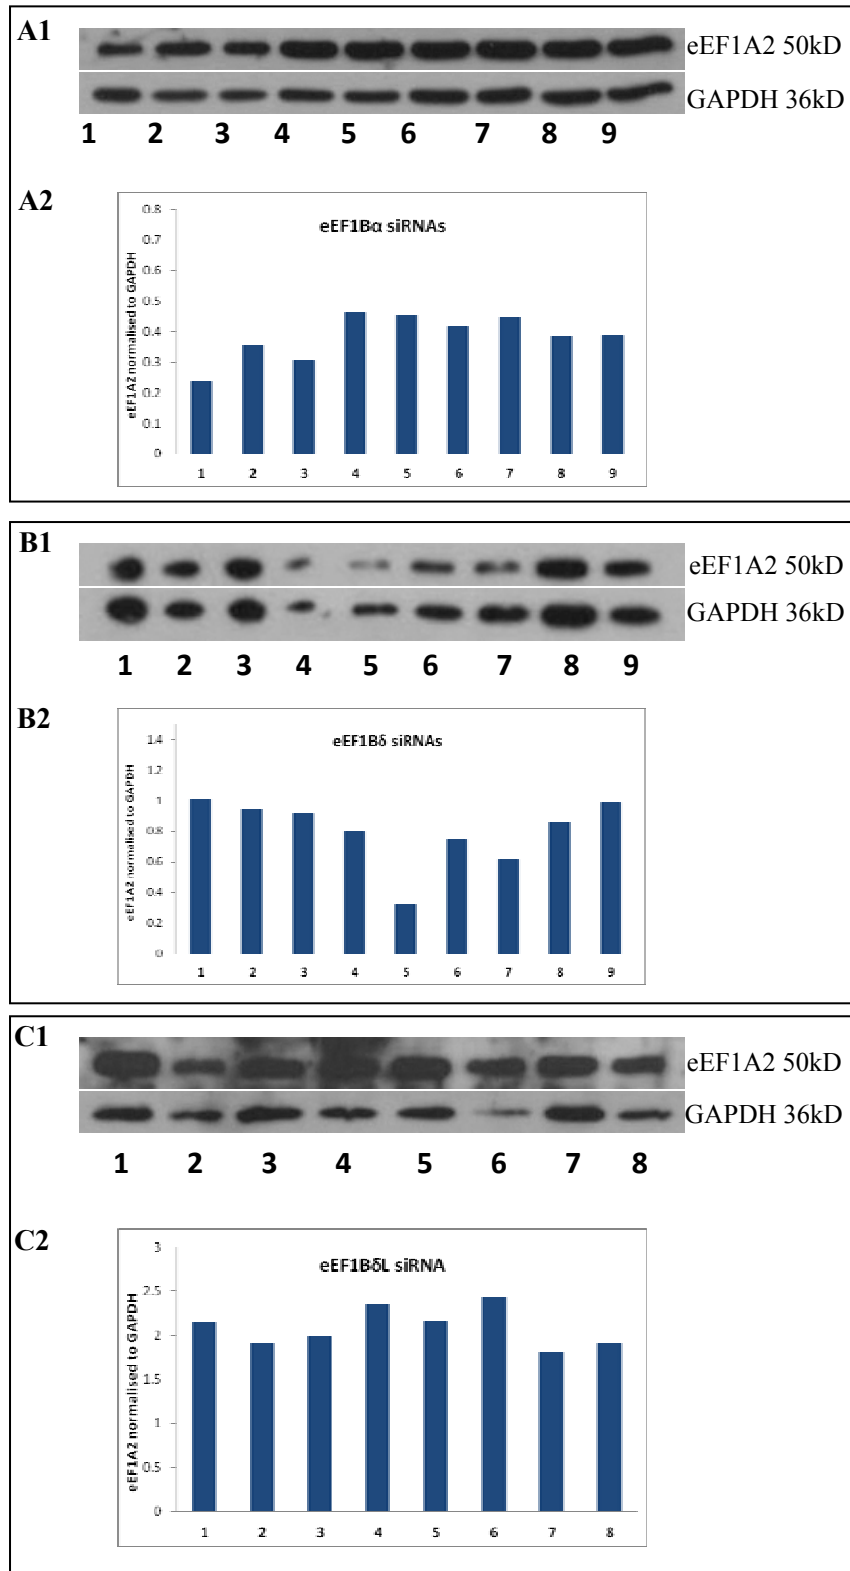 A1
eEF1A2 50kD
GAPDH 36kD
1 2 3 4 5 6 7 8 9
A2
eEF1Bα siRNAs
eEF1A2 normalised to GAPDH
0.8
0.7
0.6
0.5
0.4
0.3
0.2
0.1
0
1 2 3 4 5 6 7 8 9
B1
eEF1A2 50kD
GAPDH 36kD
1 2 3 4 5 6 7 8 9
B2
eEF1Bδ siRNAs
eEF1A2 normalised to GAPDH
1.4
1.2
1
0.8
0.6
0.4
0.2
0
1 2 3 4 5 6 7 8 9
C1
eEF1A2 50kD
GAPDH 36kD
1 2 3 4 5 6 7 8
C2
eEF1BδL siRNA
eEF1A2 normalised to GAPDH
3
2.5
2
1.5
1
0.5
0
1 2 3 4 5 6 7 8